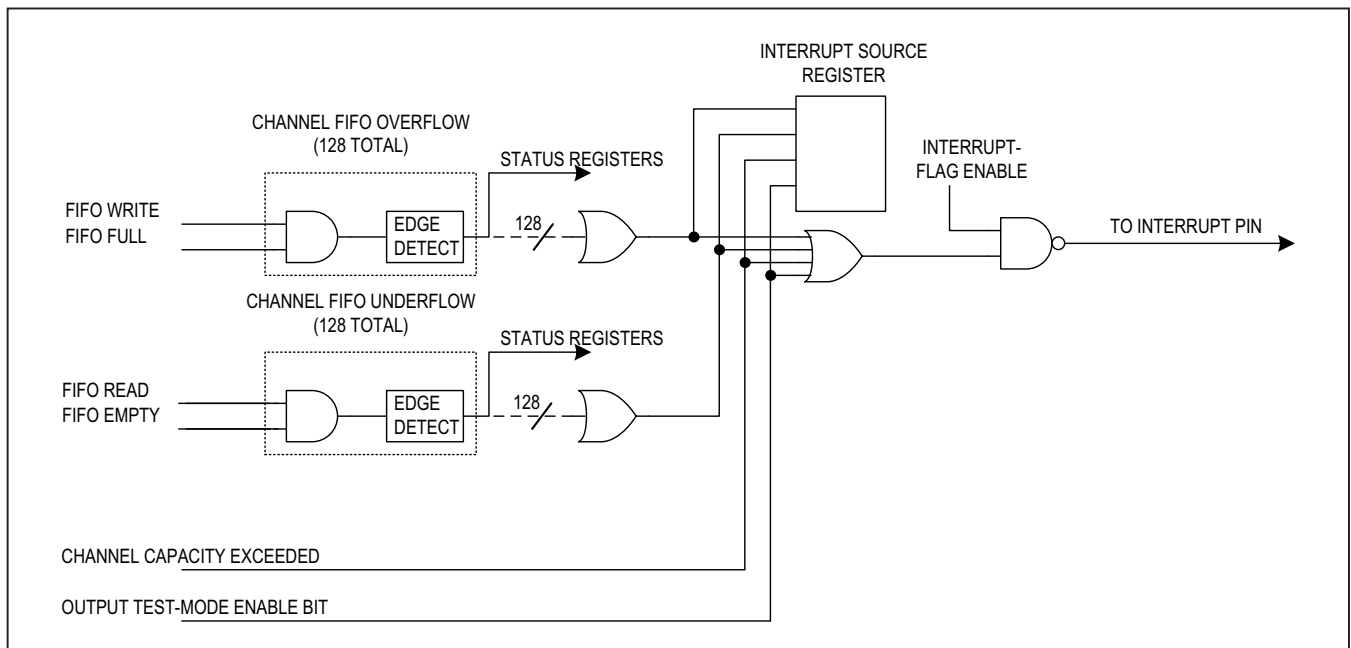 INTERRUPT SOURCE
REGISTER
CHANNEL FIFO OVERFLOW
(128 TOTAL)
STATUS REGISTERS
INTERRUPT-
FLAG ENABLE
FIFO WRITE
FIFO FULL
EDGE
DETECT
128
TO INTERRUPT PIN
CHANNEL FIFO UNDERFLOW
(128 TOTAL)
STATUS REGISTERS
FIFO READ
FIFO EMPTY
EDGE
DETECT
128
CHANNEL CAPACITY EXCEEDED
OUTPUT TEST-MODE ENABLE BIT